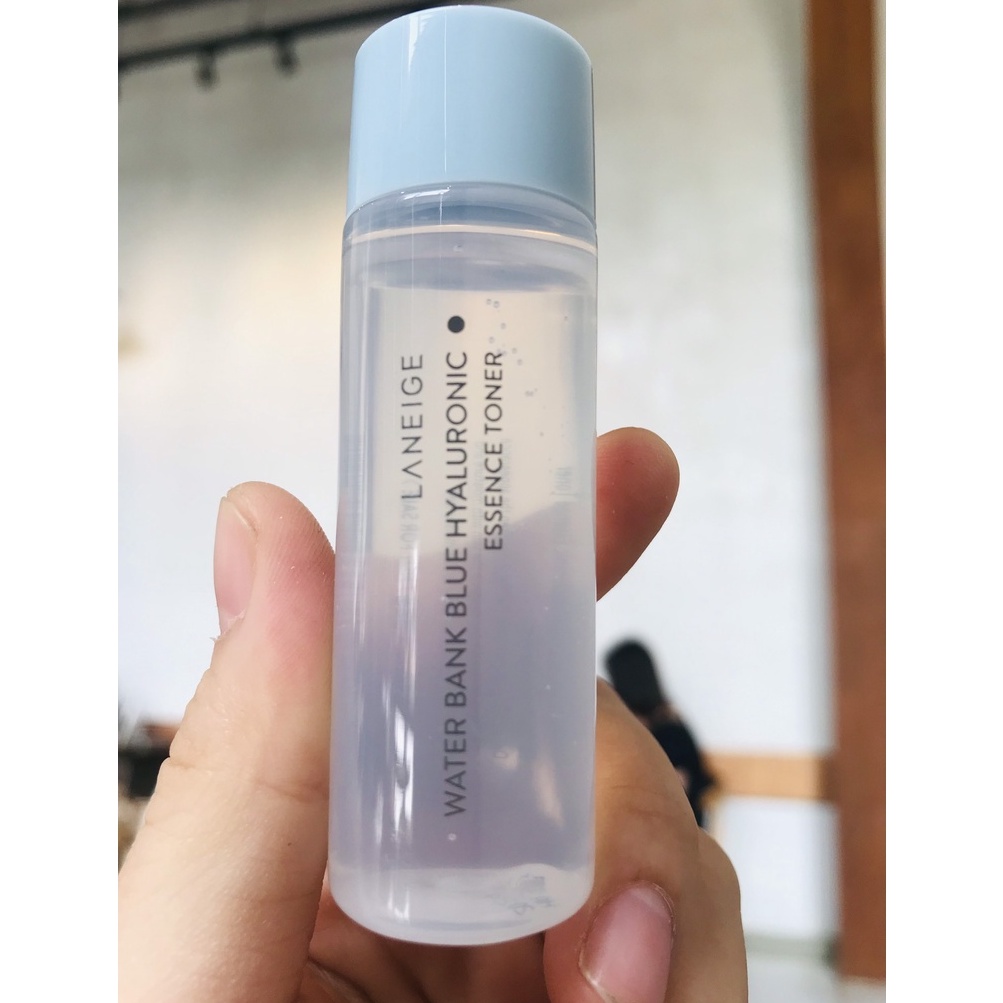 LANEIGE
WATER BANK BLUE HYALURONIC
ESSENCE TONER